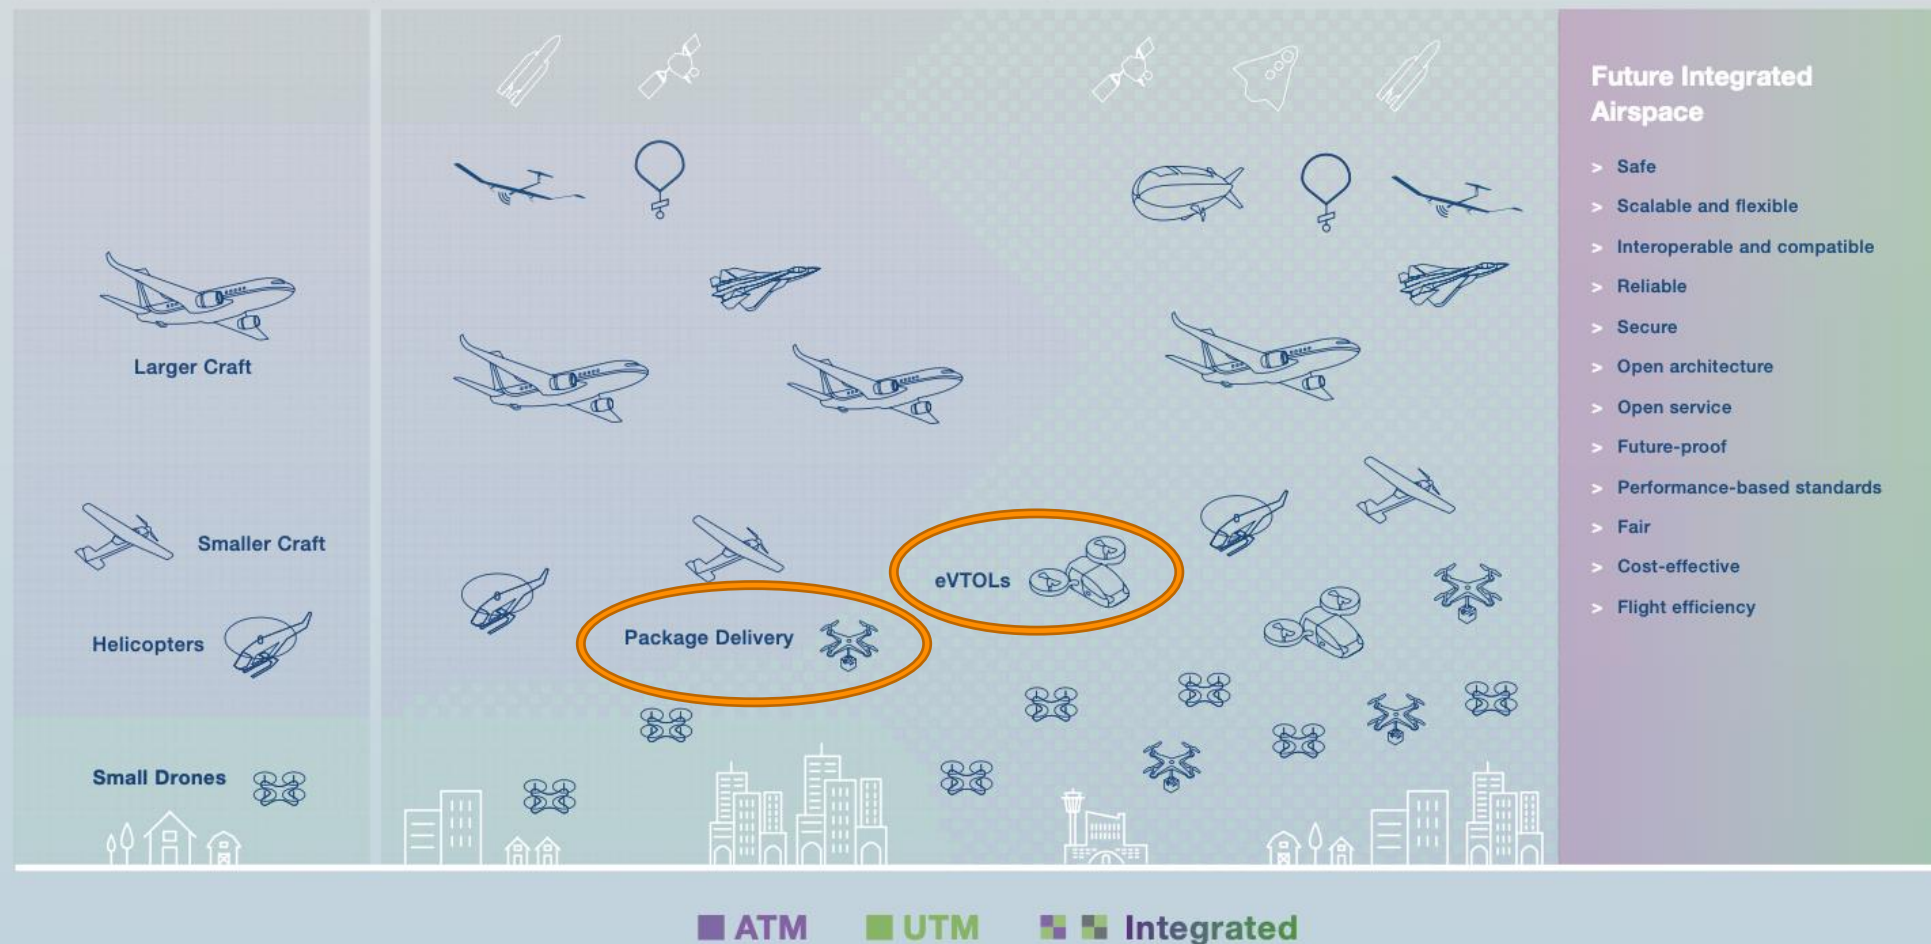 Larger Craft
Smaller Craft
Helicopters
Small Drones
Package Delivery
eVTOLs
Future Integrated
Airspace
> Safe
> Scalable and flexible
> Interoperable and compatible
> Reliable
> Secure
> Open architecture
> Open service
> Future-proof
> Performance-based standards
> Fair
> Cost-effective
> Flight efficiency
ATM UTM Integrated